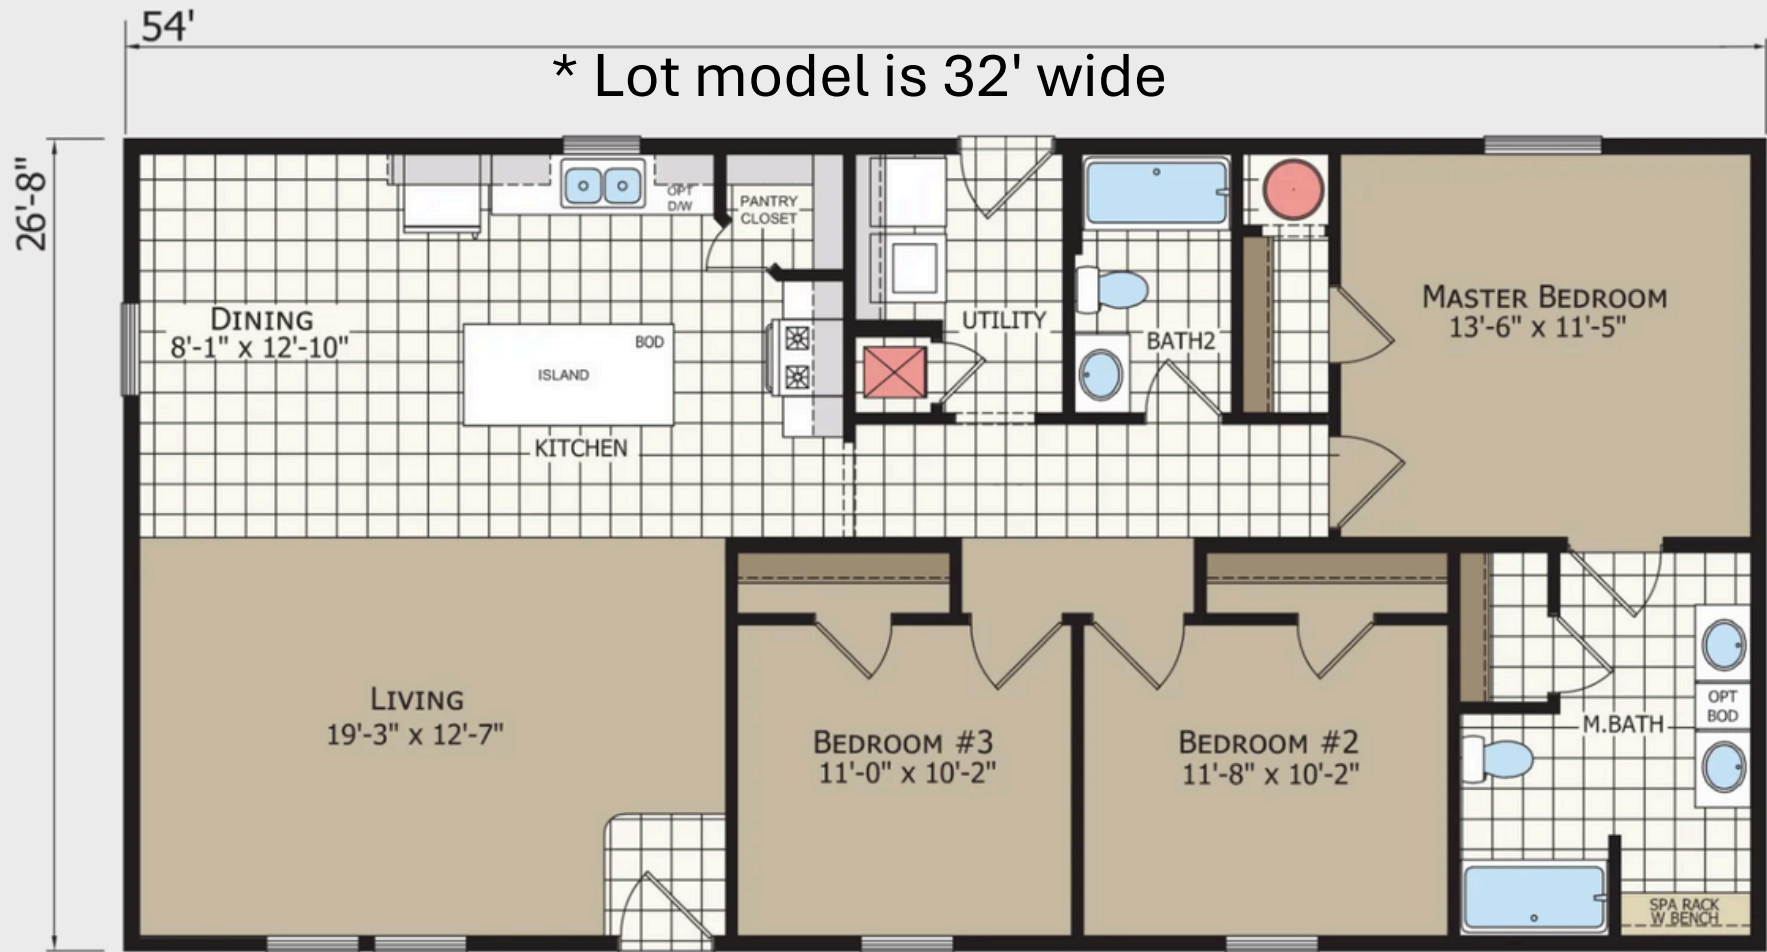 54'
* Lot model is 32' wide
26'-8"
OPT
D/W
PANTRY
CLOSET
DINING
8'-1" x 12'-10"
BOD
ISLAND
KITCHEN
UTILITY
BATH2
MASTER BEDROOM
13'-6" x 11'-5"
LIVING
19'-3" x 12'-7"
BEDROOM #3
11'-0" x 10'-2"
BEDROOM #2
11'-8" x 10'-2"
OPT
BOD
M.BATH
SPA RACK
W BENCH